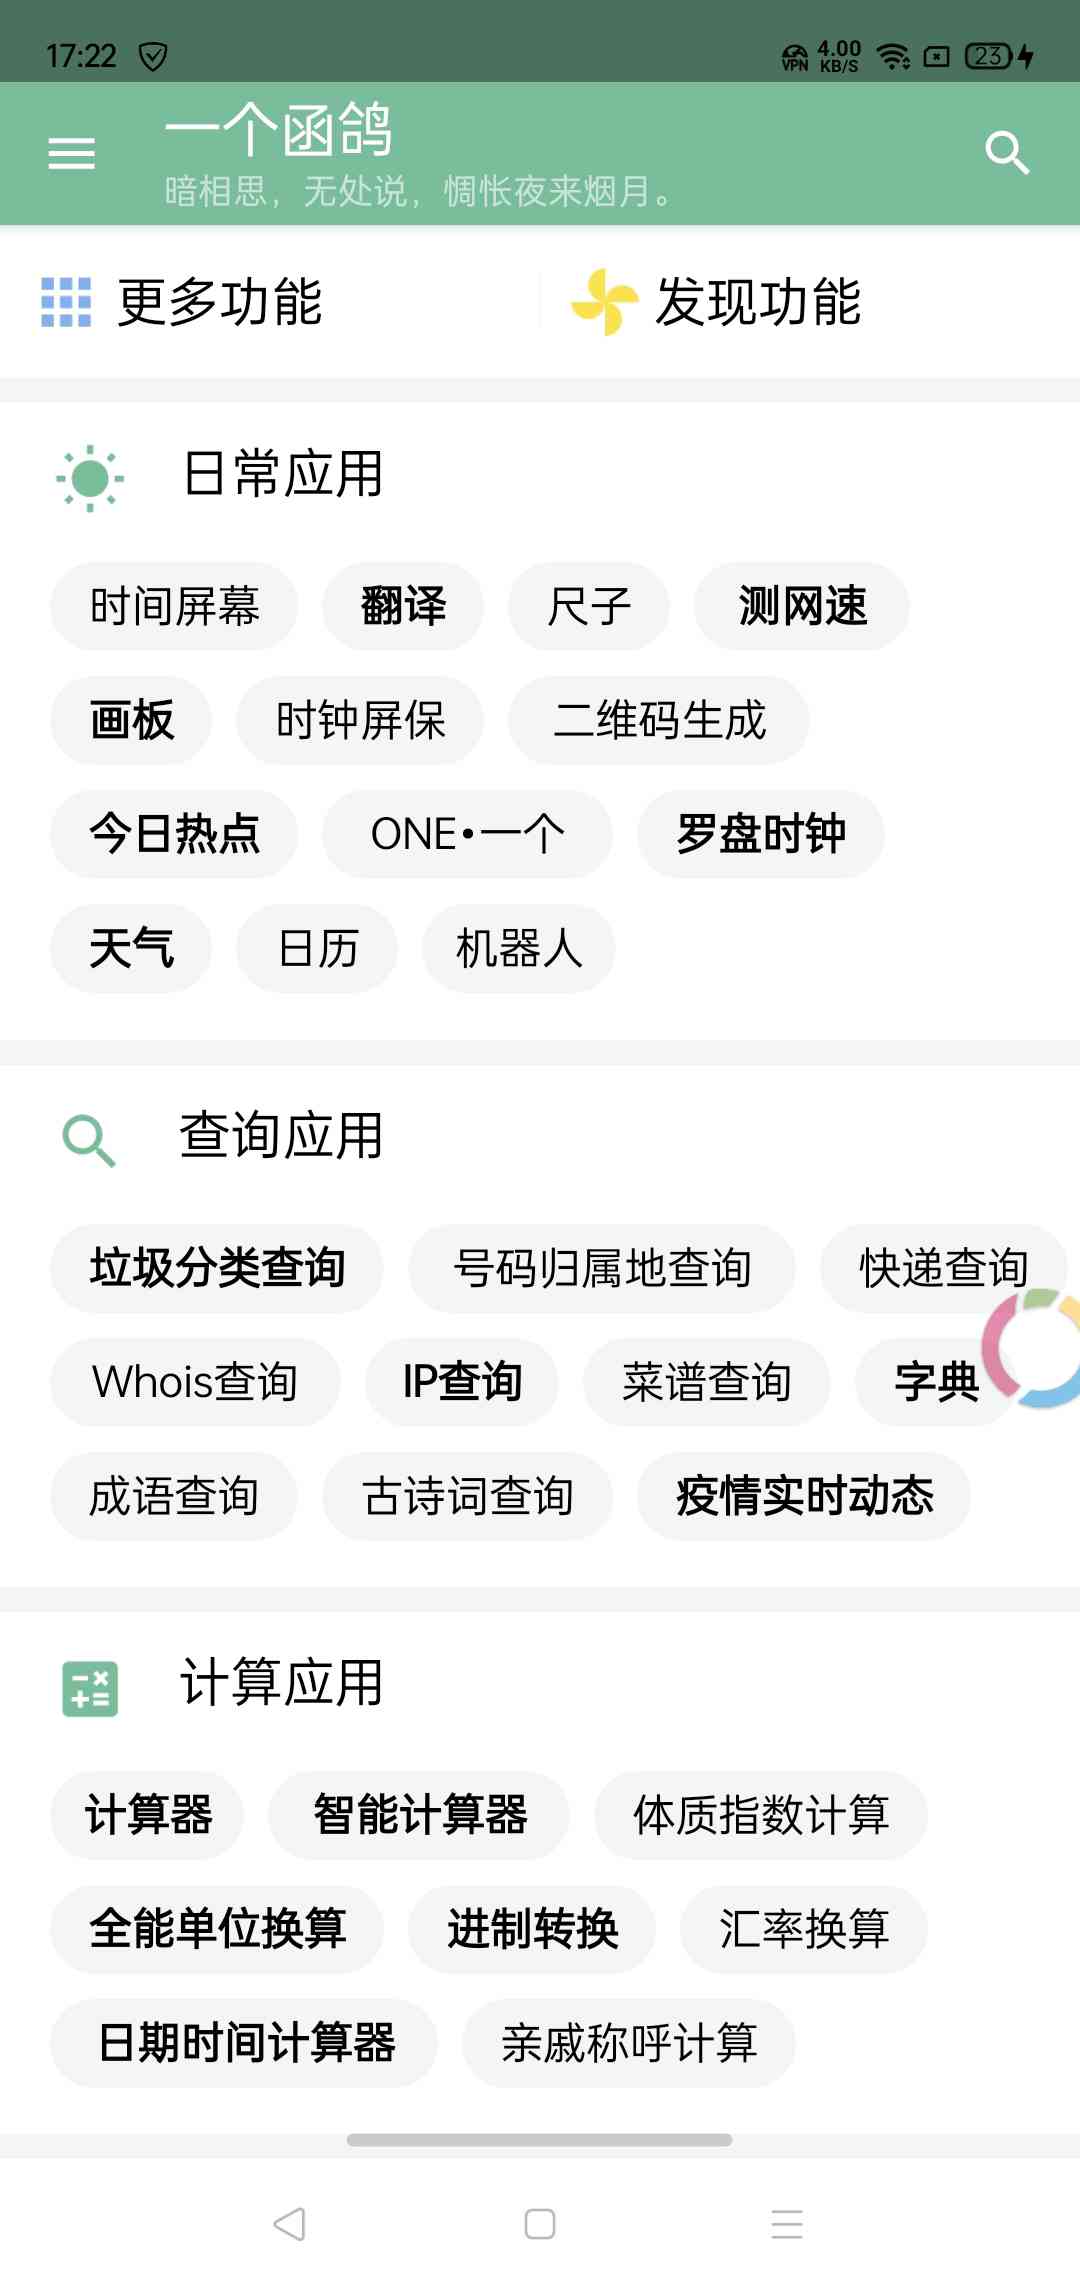 17:22 VPN 4.00 KB/S 23
一个函鸽
暗相思，无处说，惆怅夜来烟月。
更多功能 发现功能
日常应用
时间屏幕 翻译 尺子 测网速
画板 时钟屏保 二维码生成
今日热点 ONE•一个 罗盘时钟
天气 日历 机器人
查询应用
垃圾分类查询 号码归属地查询 快递查询
Whois查询 IP查询 菜谱查询 字典
成语查询 古诗词查询 疫情实时动态
计算应用
计算器 智能计算器 体质指数计算
全能单位换算 进制转换 汇率换算
日期时间计算器 亲戚称呼计算